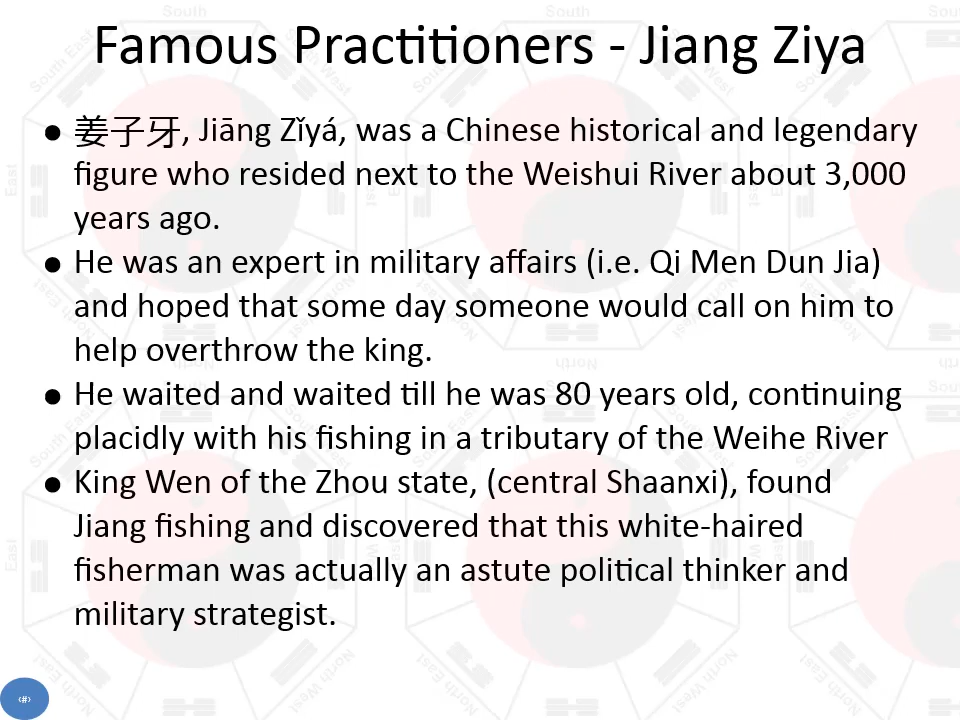 Famous Practitioners - Jiang Ziya
● 姜子牙, Jiāng Zǐyá, was a Chinese historical and legendary
figure who resided next to the Weishui River about 3,000
years ago.
● He was an expert in military affairs (i.e. Qi Men Dun Jia)
and hoped that some day someone would call on him to
help overthrow the king.
● He waited and waited till he was 80 years old, continuing
placidly with his fishing in a tributary of the Weihe River
● King Wen of the Zhou state, (central Shaanxi), found
Jiang fishing and discovered that this white-haired
fisherman was actually an astute political thinker and
military strategist.
‹#›